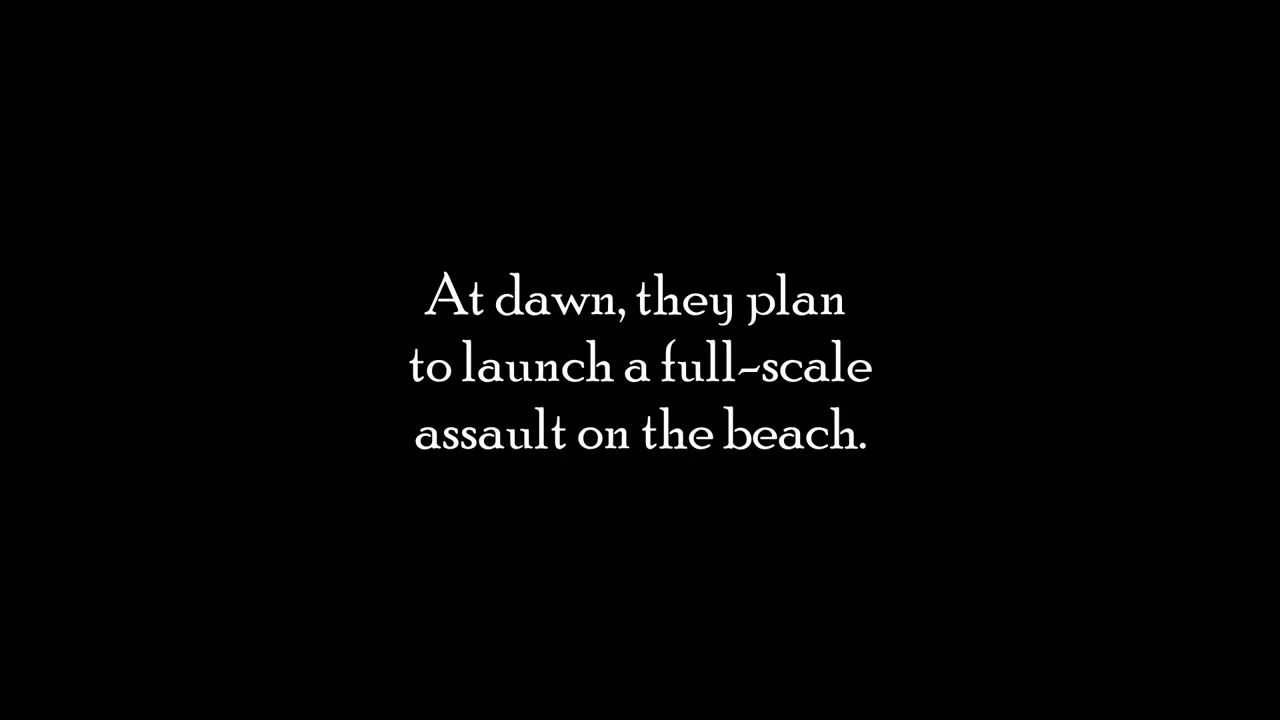 At dawn, they plan
to launch a full-scale
assault on the beach.